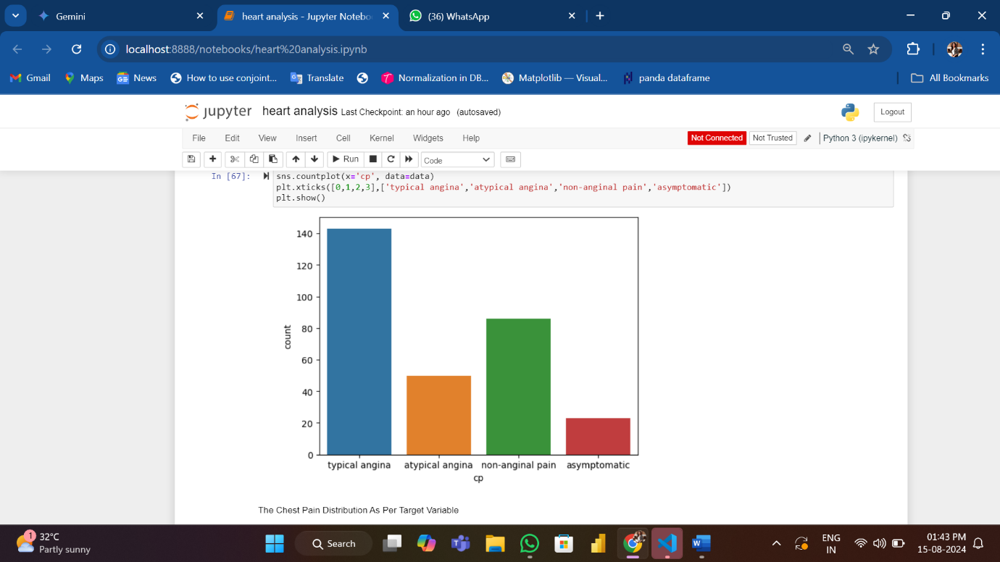 Gemini
heart analysis - Jupyter Notebo
(36) WhatsApp
localhost:8888/notebooks/heart%20analysis.ipynb
Gmail
Maps
News
How to use conjoint...
Translate
Normalization in DB...
Matplotlib — Visual...
panda dataframe
All Bookmarks
jupyter heart analysis Last Checkpoint: an hour ago (autosaved)
Logout
File Edit View Insert Cell Kernel Widgets Help
Not Connected Not Trusted Python 3 (ipykernel)
Run Code
In [67]:
sns.countplot(x='cp', data=data)
plt.xticks([0,1,2,3],['typical angina','atypical angina','non-anginal pain','asymptomatic'])
plt.show()
140
120
100
80
60
40
20
0
count
typical angina atypical angina non-anginal pain asymptomatic
cp
The Chest Pain Distribution As Per Target Variable
1
32°C
Partly sunny
Search
ENG
IN
01:43 PM
15-08-2024